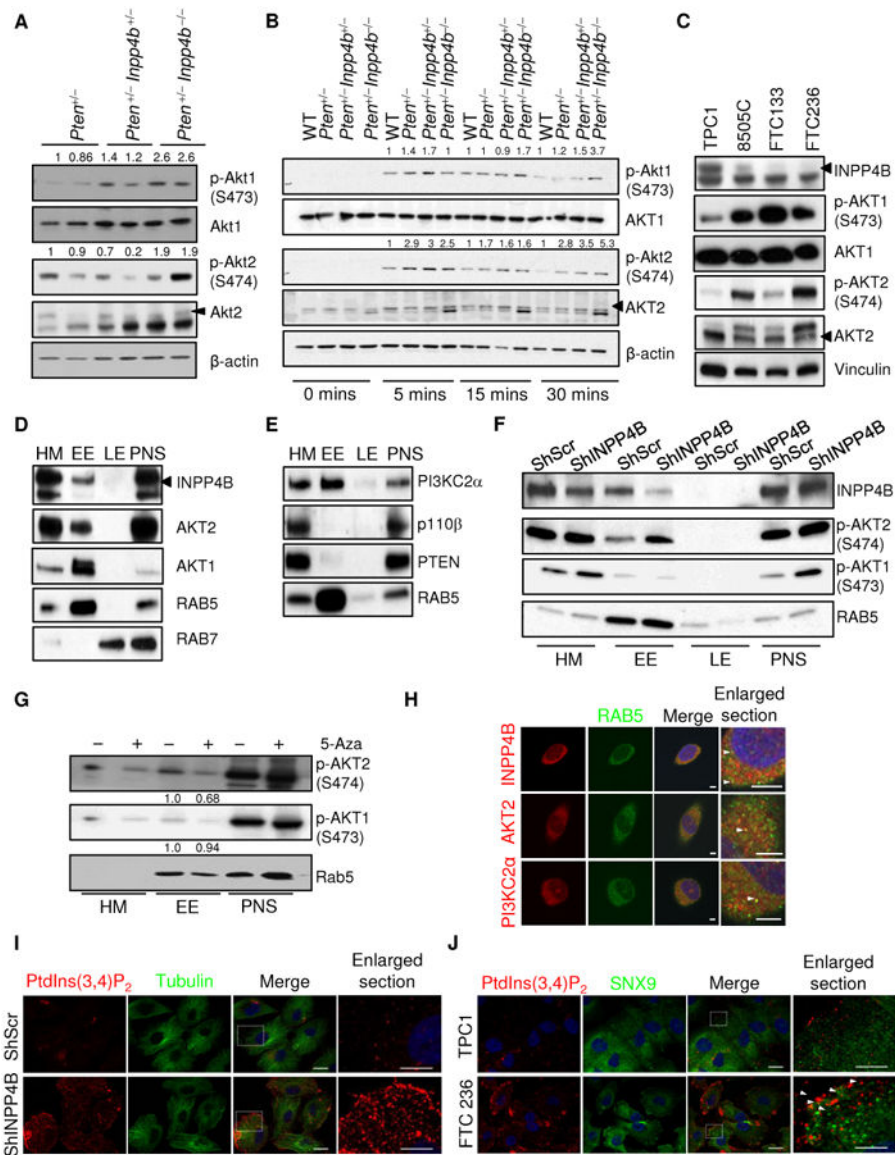 A
Pten+/−
Pten+/− Inpp4b+/−
Pten+/− Inpp4b−/−
1 0.86 1.4 1.2 2.6 2.6
p-Akt1
(S473)
Akt1
1 0.9 0.7 0.2 1.9 1.9
p-Akt2
(S474)
Akt2
β-actin
B
WT
Pten+/−
Pten+/− Inpp4b+/−
Pten+/− Inpp4b−/−
WT
Pten+/−
Pten+/− Inpp4b+/−
Pten+/− Inpp4b−/−
WT
Pten+/−
Pten+/− Inpp4b+/−
Pten+/− Inpp4b−/−
WT
Pten+/−
Pten+/− Inpp4b+/−
Pten+/− Inpp4b−/−
1 1.4 1.7 1 1 1 0.9 1.7 1 1.2 1.5 3.7
p-Akt1
(S473)
AKT1
1 2.9 3 2.5 1 1.7 1.6 1.6 1 2.8 3.5 5.3
p-Akt2
(S474)
AKT2
β-actin
0 mins 5 mins 15 mins 30 mins
C
TPC1
8505C
FTC133
FTC236
INPP4B
p-AKT1
(S473)
AKT1
p-AKT2
(S474)
AKT2
Vinculin
D
HM EE LE PNS
INPP4B
AKT2
AKT1
RAB5
RAB7
E
HM EE LE PNS
PI3KC2α
p110β
PTEN
RAB5
F
ShScr
ShINPP4B
ShScr
ShINPP4B
ShScr
ShINPP4B
ShScr
ShINPP4B
INPP4B
p-AKT2
(S474)
p-AKT1
(S473)
RAB5
HM EE LE PNS
G
− + − + − + 5-Aza
p-AKT2
(S474)
1.0 0.68
p-AKT1
(S473)
1.0 0.94
Rab5
HM EE PNS
H
RAB5 Merge Enlarged
section
INPP4B
AKT2
PI3KC2α
I
PtdIns(3,4)P2 Tubulin Merge Enlarged
section
ShScr
ShINPP4B
J
PtdIns(3,4)P2 SNX9 Merge Enlarged
section
TPC1
FTC 236